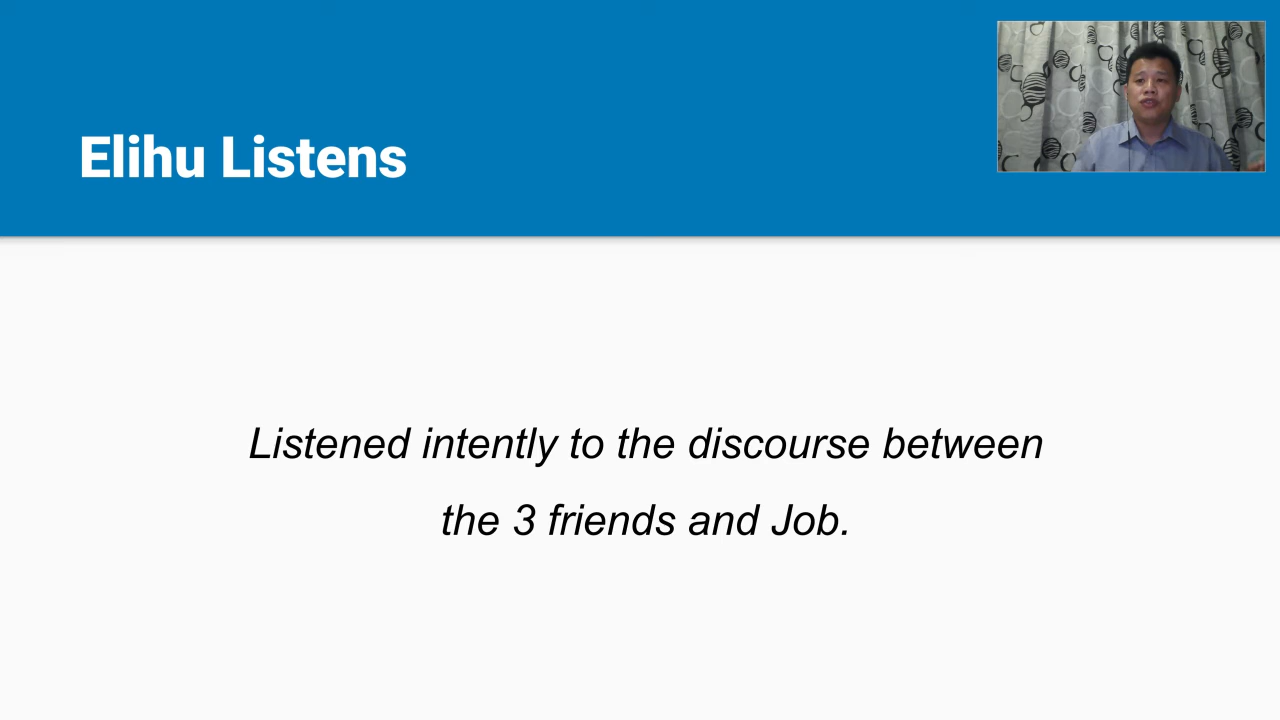 Elihu Listens
Listened intently to the discourse between
the 3 friends and Job.